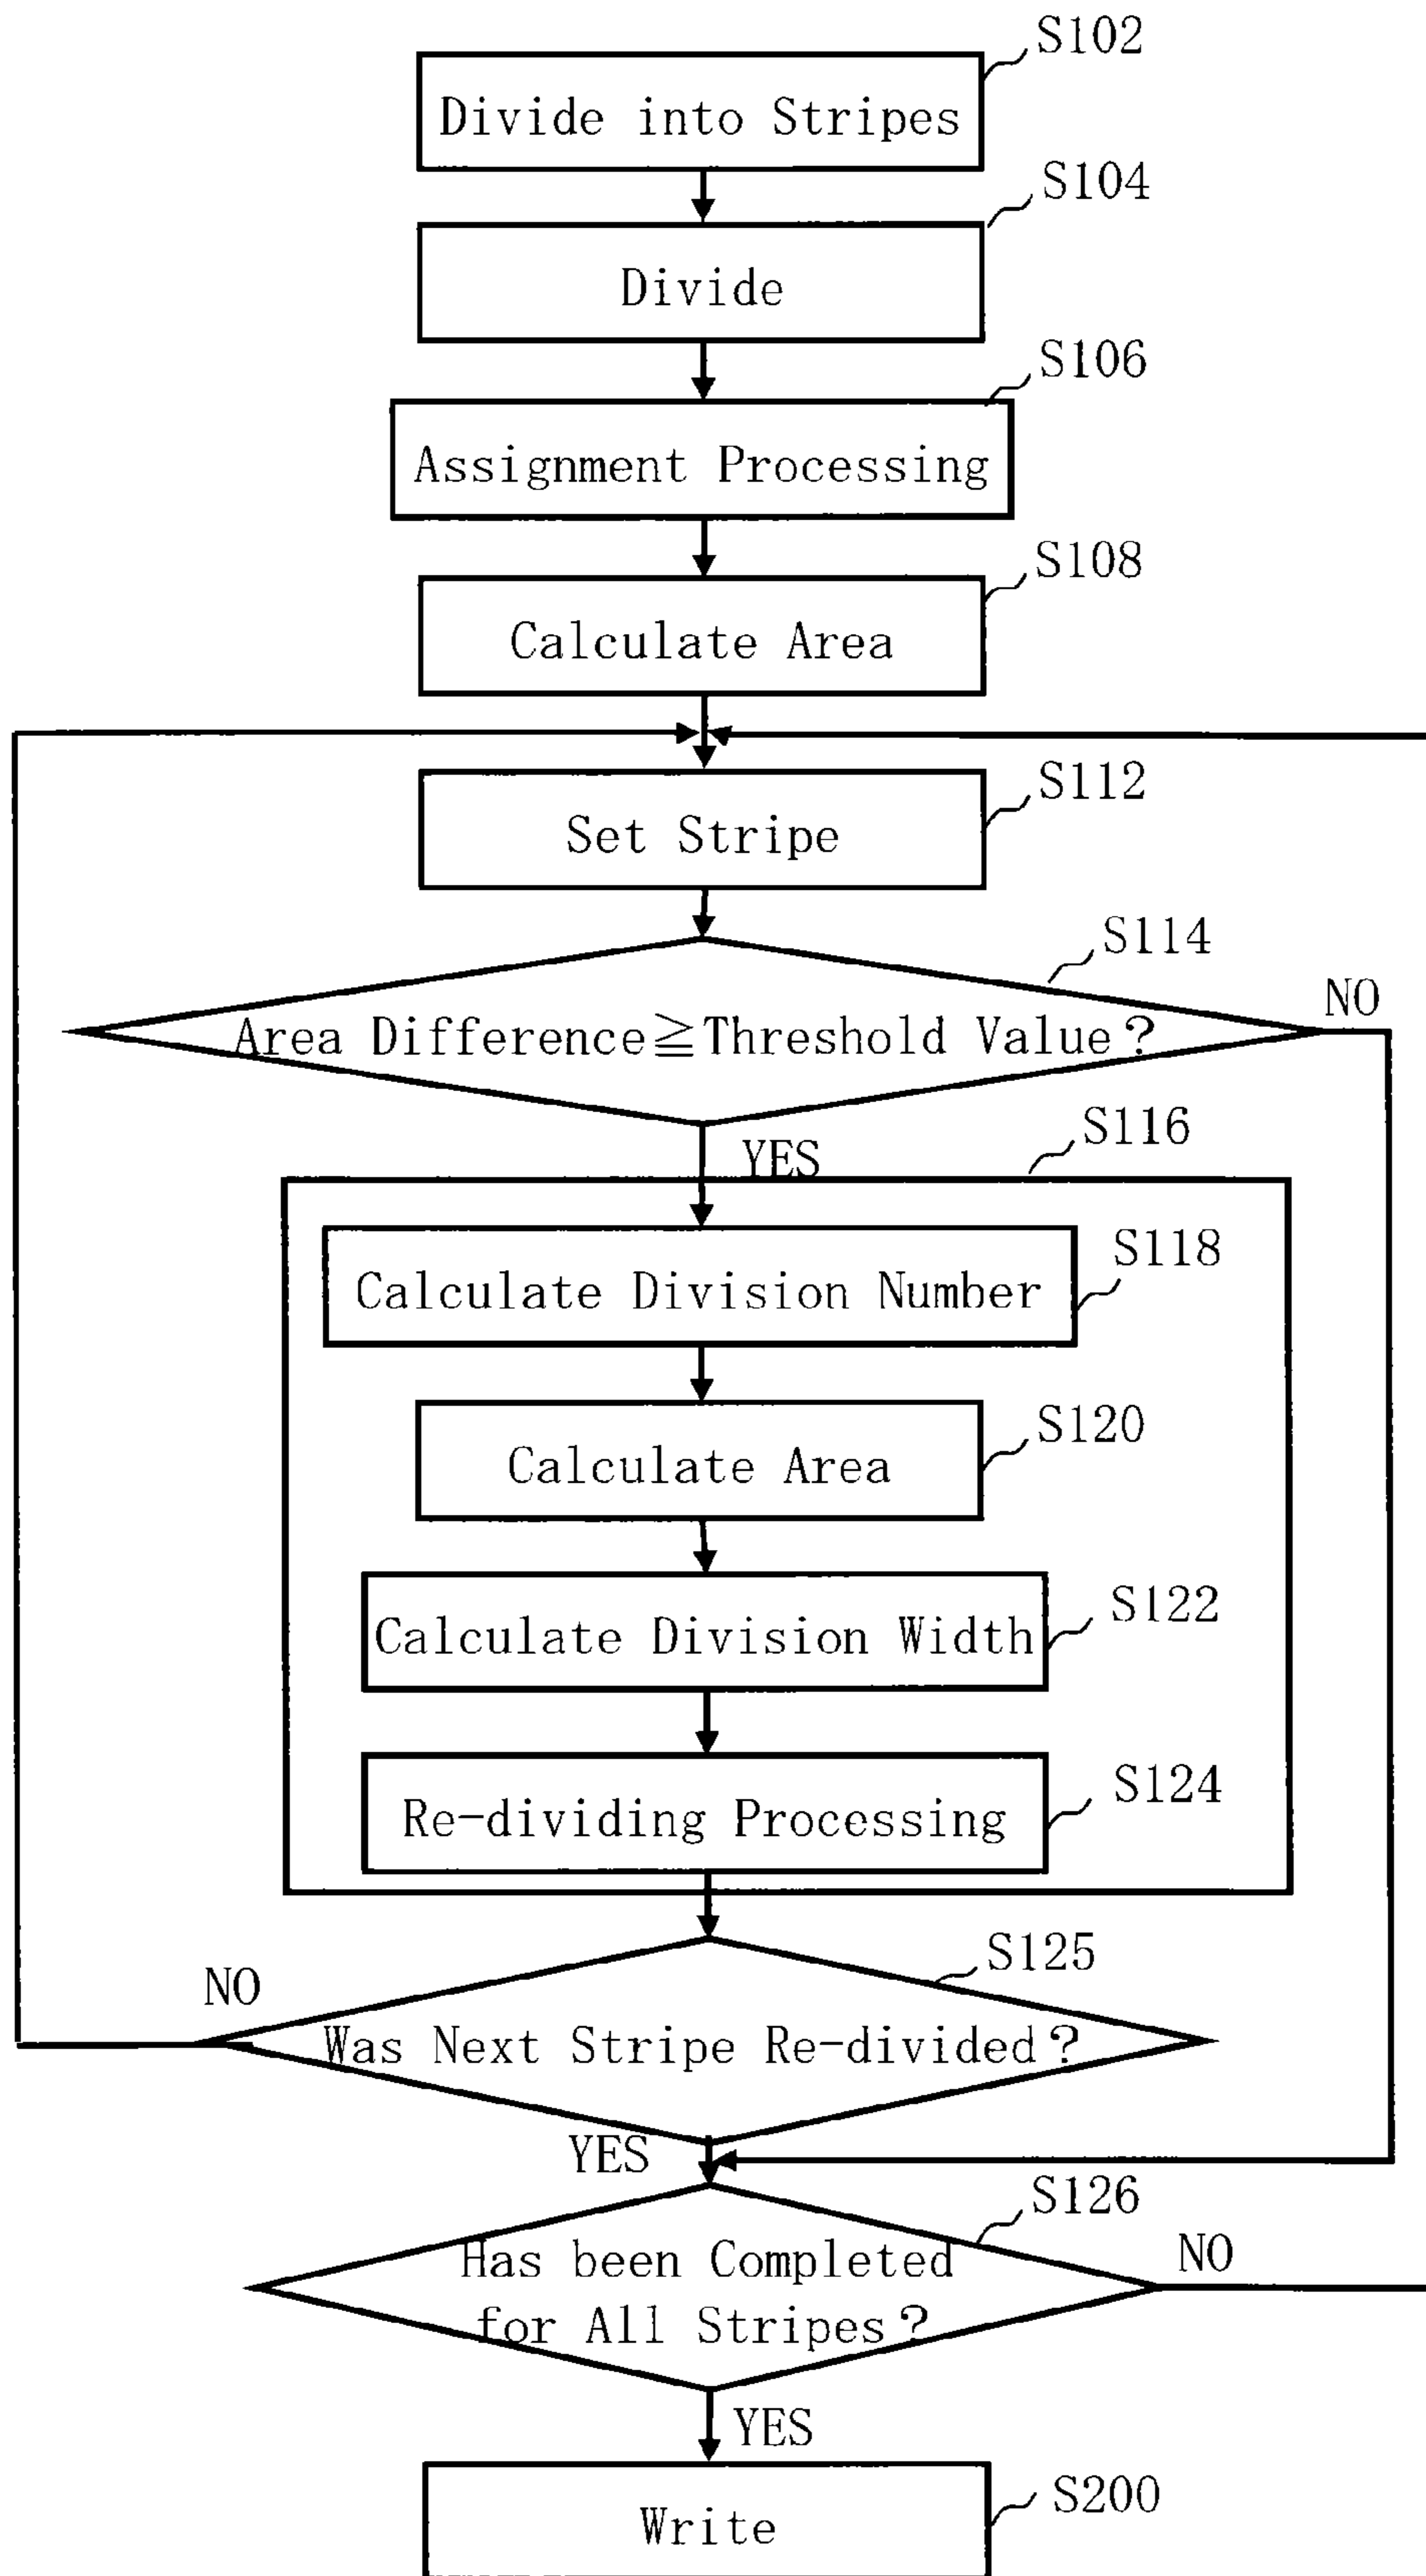 S102
Divide into Stripes
S104
Divide
S106
Assignment Processing
S108
Calculate Area
S112
Set Stripe
S114
NO
Area Difference≧Threshold Value?
S116
YES
S118
Calculate Division Number
S120
Calculate Area
S122
Calculate Division Width
S124
Re-dividing Processing
S125
NO
Was Next Stripe Re-divided?
YES
S126
NO
Has been Completed
for All Stripes?
YES
S200
Write